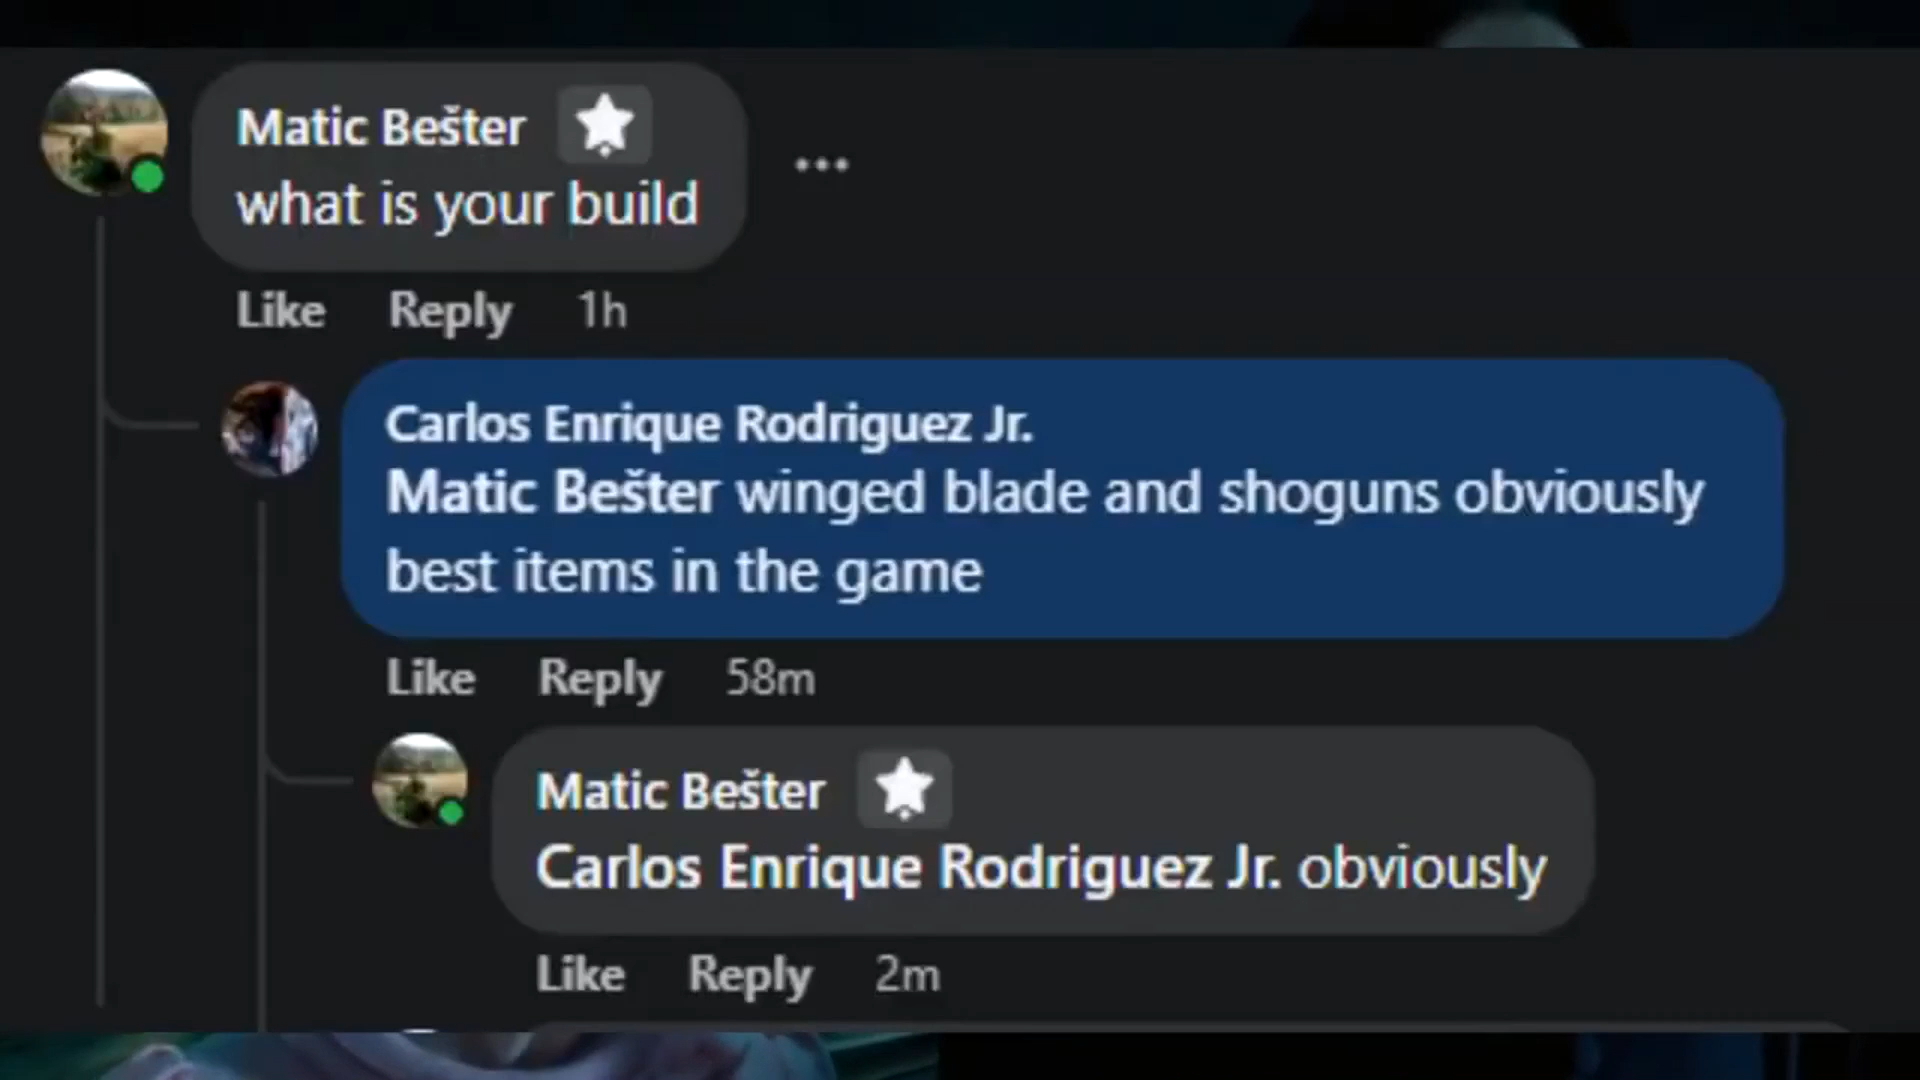 Matic Bešter
what is your build
Like Reply 1h
Carlos Enrique Rodriguez Jr.
Matic Bešter winged blade and shoguns obviously
best items in the game
Like Reply 58m
Matic Bešter
Carlos Enrique Rodriguez Jr. obviously
Like Reply 2m